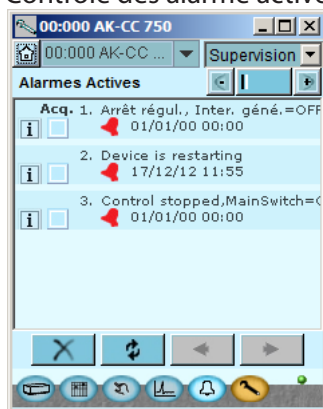 Contrôle des alarme active
00:000 AK-CC 750
00:000 AK-CC ... Supervision
Alarmes Actives
Acq. 1. Arrêt régul., Inter. géné.=OFF
01/01/00 00:00
2. Device is restarting
17/12/12 11:55
3. Control stopped,MainSwitch=
01/01/00 00:00